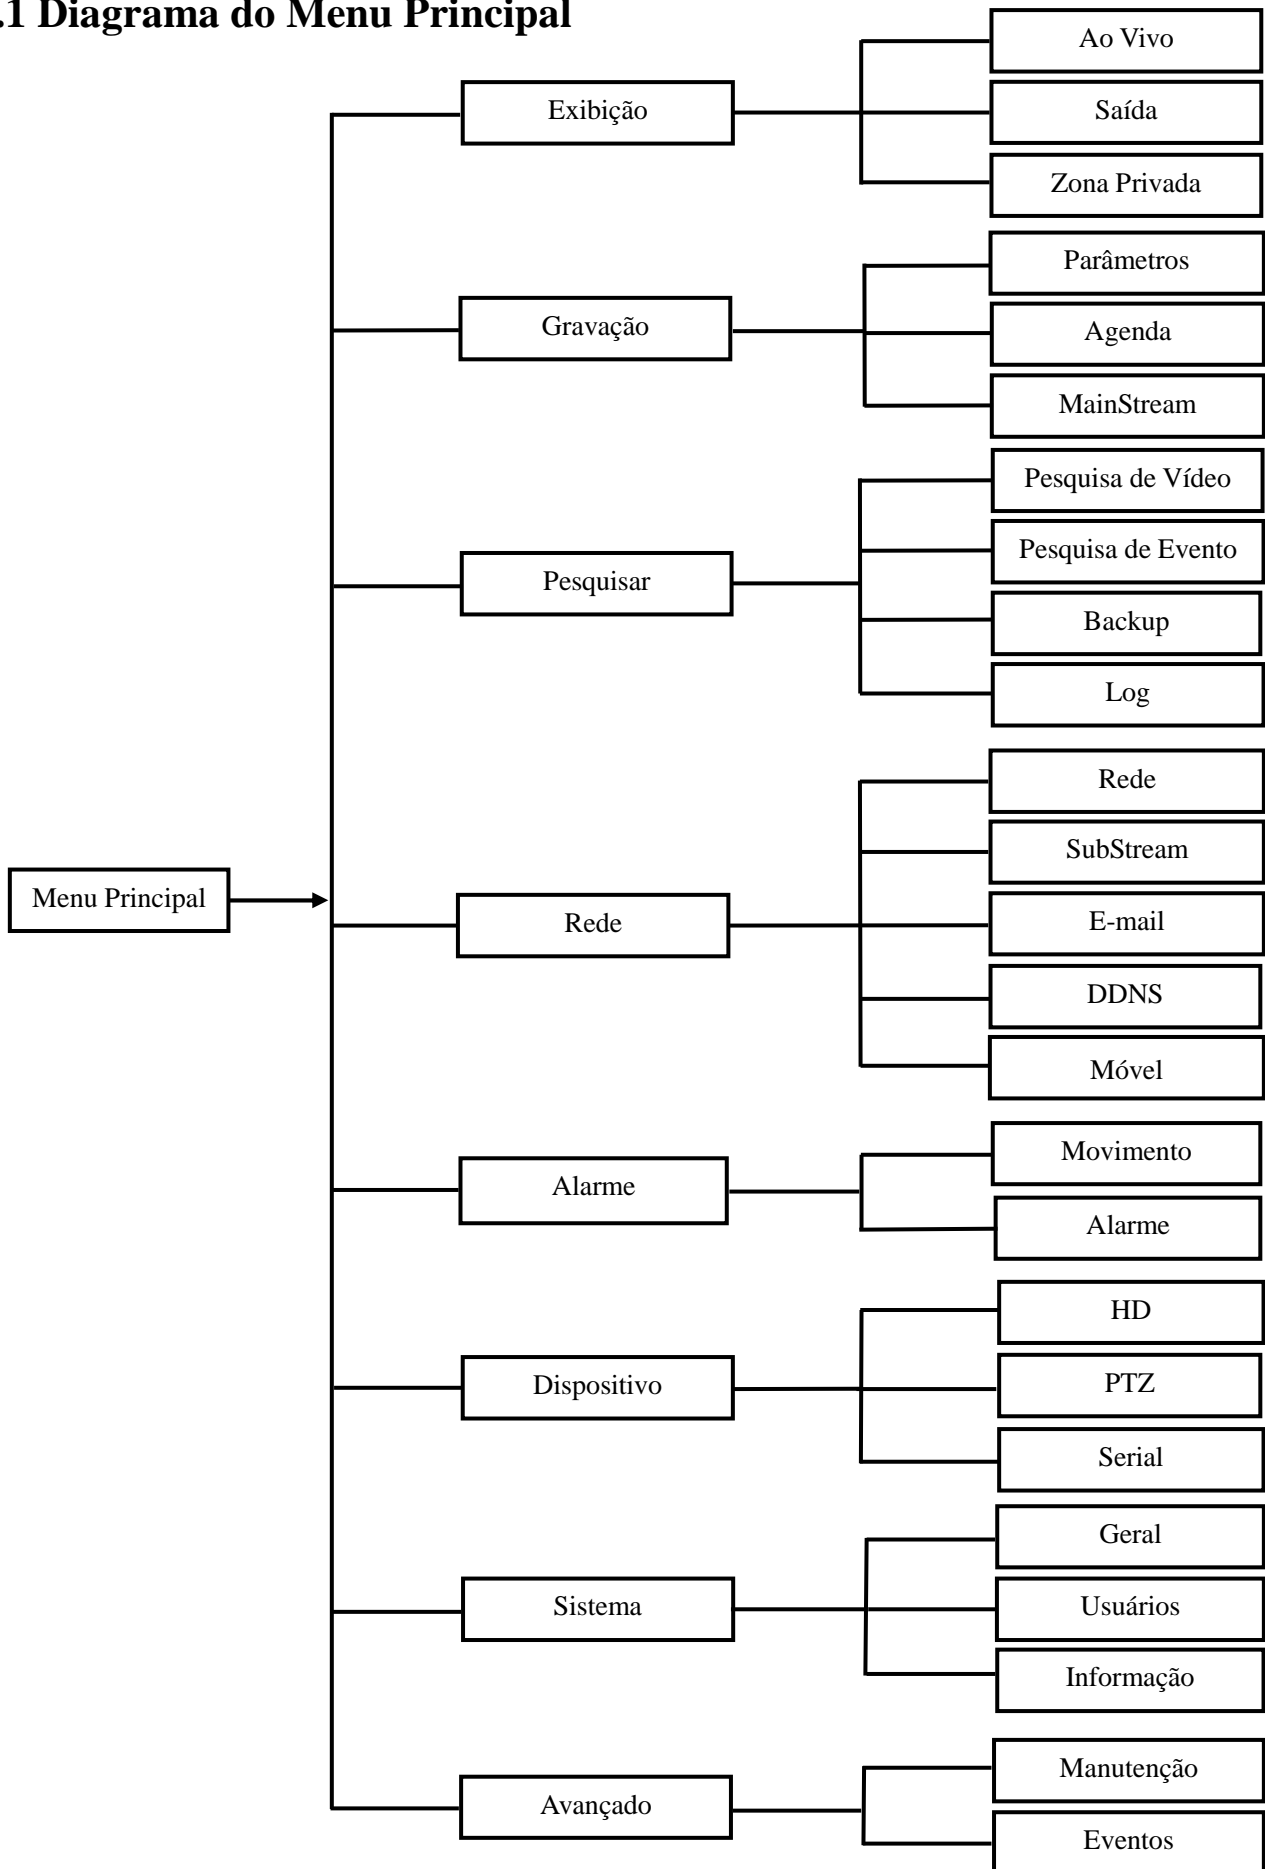 .1 Diagrama do Menu Principal
Ao Vivo
Exibição
Saída
Zona Privada
Parâmetros
Gravação
Agenda
MainStream
Pesquisa de Vídeo
Pesquisa de Evento
Pesquisar
Backup
Log
Rede
SubStream
Menu Principal
E-mail
Rede
DDNS
Móvel
Movimento
Alarme
Alarme
HD
Dispositivo
PTZ
Serial
Geral
Sistema
Usuários
Informação
Manutenção
Avançado
Eventos